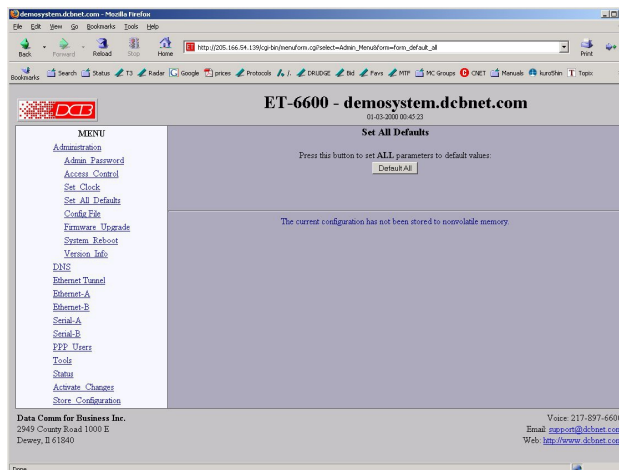 demosystem.dcbnet.com - Mozilla Firefox
File Edit View Go Bookmarks Tools Help
Back Forward Reload Stop Home http://205.166.54.139/cgi-bin/menuform.cgi?select=Admin_Menu&form=form_default_all Print
Bookmarks Search Status T3 Radar Google prices Protocols /. DRUDGE Bid Favs MTP MC Groups CNET Manuals kuro5hin Topix
DCB
ET-6600 - demosystem.dcbnet.com
01-03-2000 00:45:23
MENU
Administration
Admin Password
Access Control
Set Clock
Set All Defaults
Config File
Firmware Upgrade
System Reboot
Version Info
DNS
Ethernet Tunnel
Ethernet-A
Ethernet-B
Serial-A
Serial-B
PPP Users
Tools
Status
Activate Changes
Store Configuration
Set All Defaults
Press this button to set ALL parameters to default values:
Default All
The current configuration has not been stored to nonvolatile memory.
Data Comm for Business Inc.
2949 County Road 1000 E
Dewey, Il 61840
Voice: 217-897-6600
Email: support@dcbnet.com
Web: http://www.dcbnet.com
Done